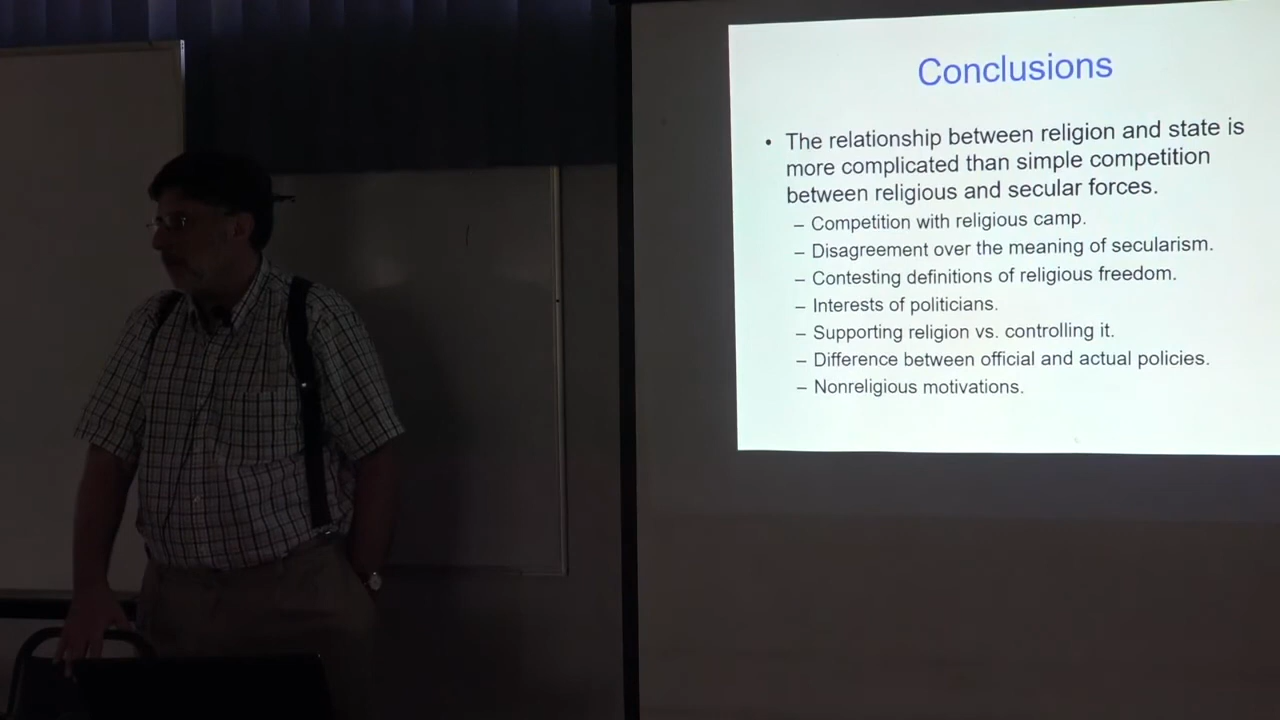 Conclusions
• The relationship between religion and state is
more complicated than simple competition
between religious and secular forces.
– Competition with religious camp.
– Disagreement over the meaning of secularism.
– Contesting definitions of religious freedom.
– Interests of politicians.
– Supporting religion vs. controlling it.
– Difference between official and actual policies.
– Nonreligious motivations.